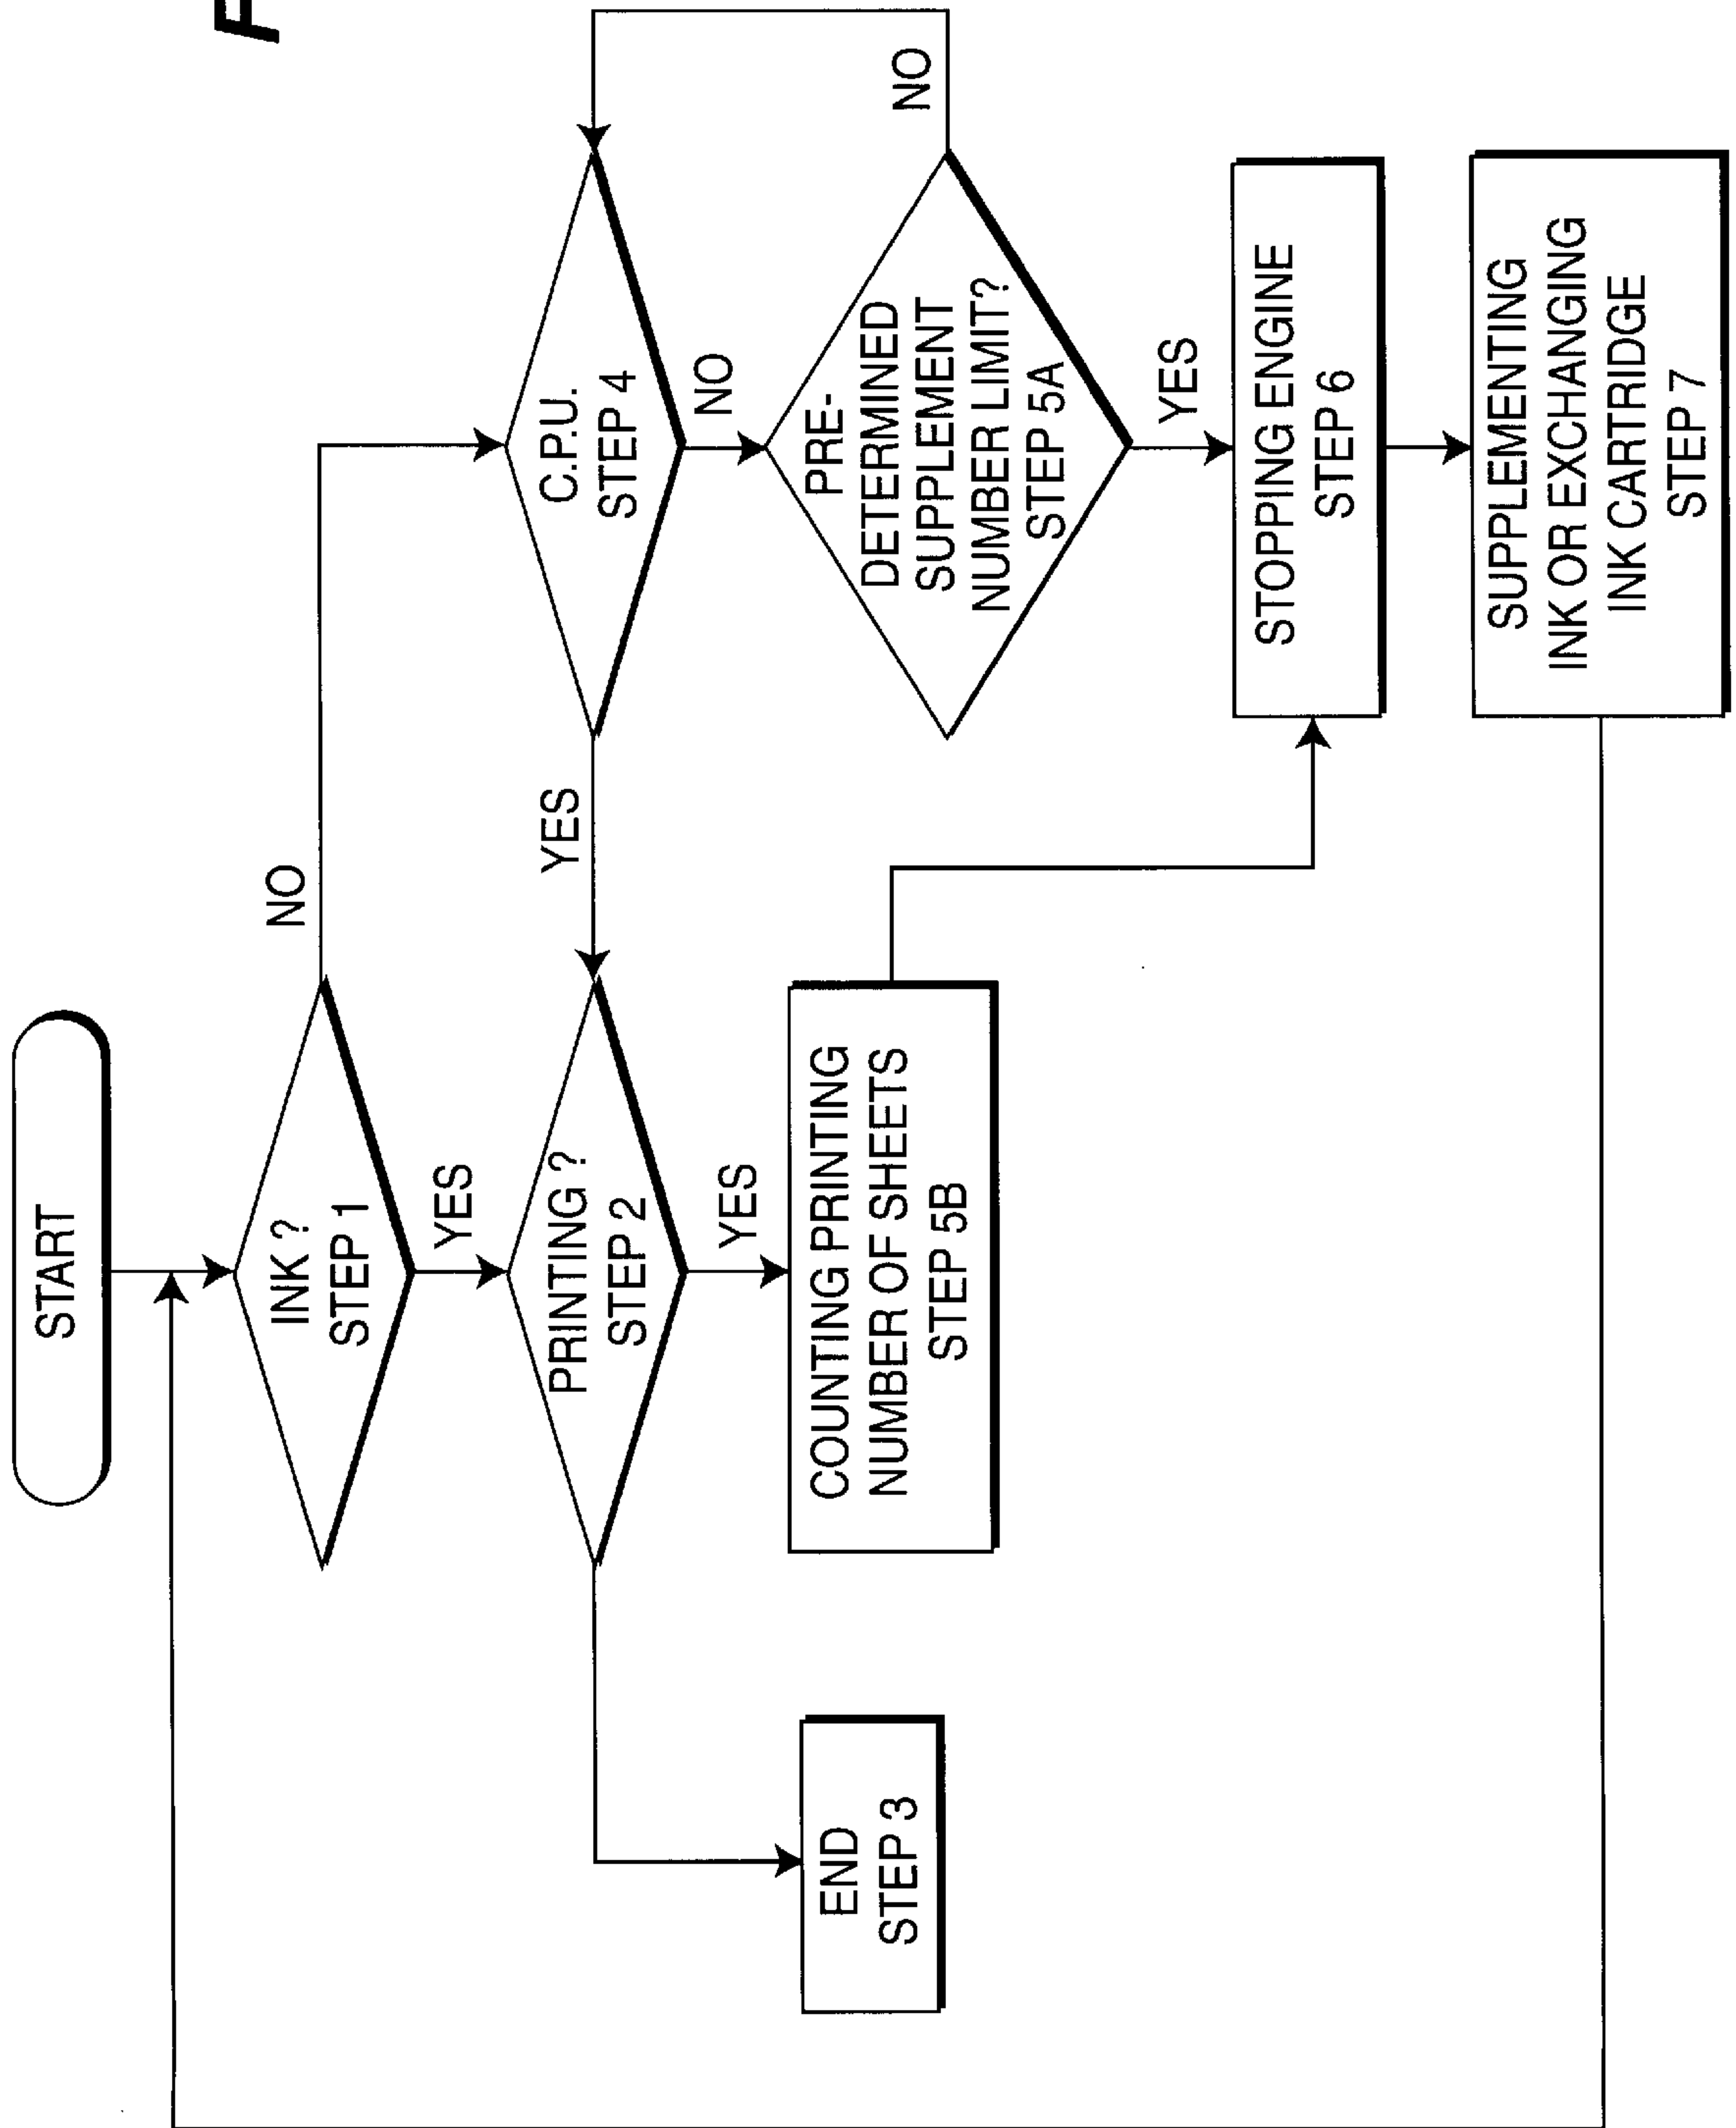 START
INK ?
STEP 1
NO
YES
PRINTING ?
STEP 2
YES
YES
COUNTING PRINTING
NUMBER OF SHEETS
STEP 5B
END
STEP 3
C.P.U.
STEP 4
NO
PRE-
DETERMINED
SUPPLEMENT
NUMBER LIMIT?
STEP 5A
NO
YES
STOPPING ENGINE
STEP 6
SUPPLEMENTING
INK OR EXCHANGING
INK CARTRIDGE
STEP 7